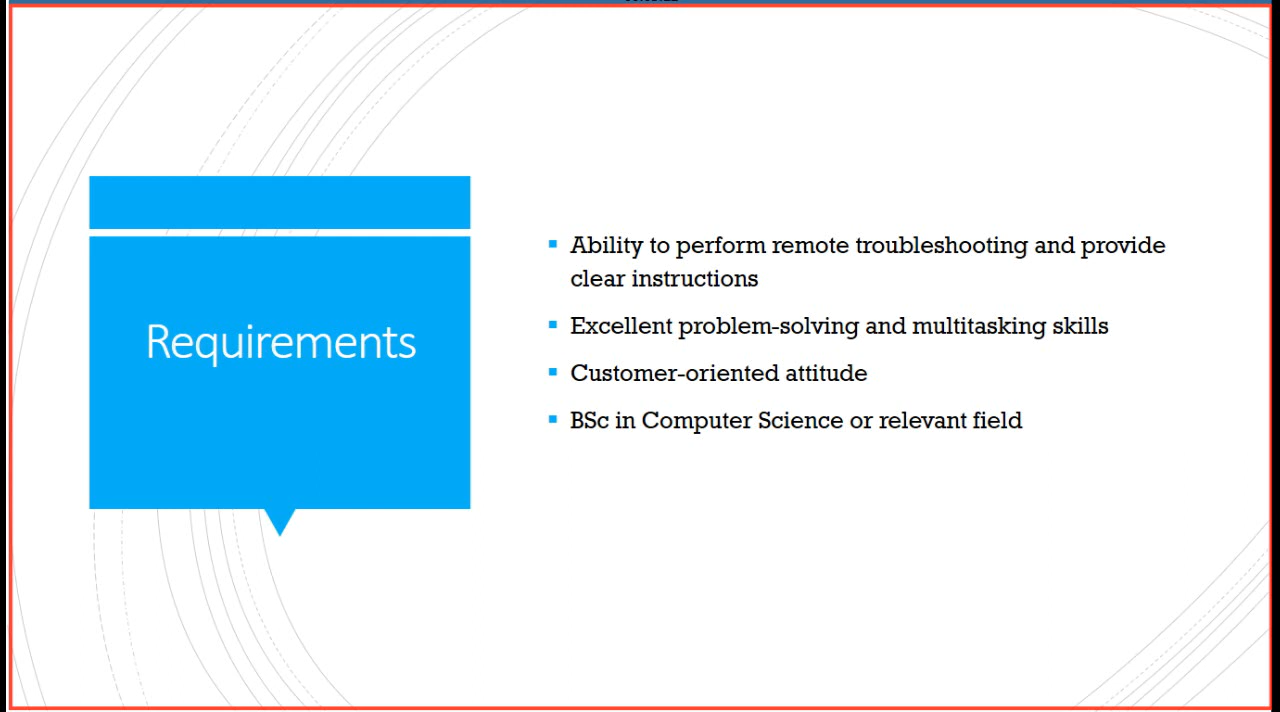 Requirements
Ability to perform remote troubleshooting and provide
clear instructions
Excellent problem-solving and multitasking skills
Customer-oriented attitude
BSc in Computer Science or relevant field